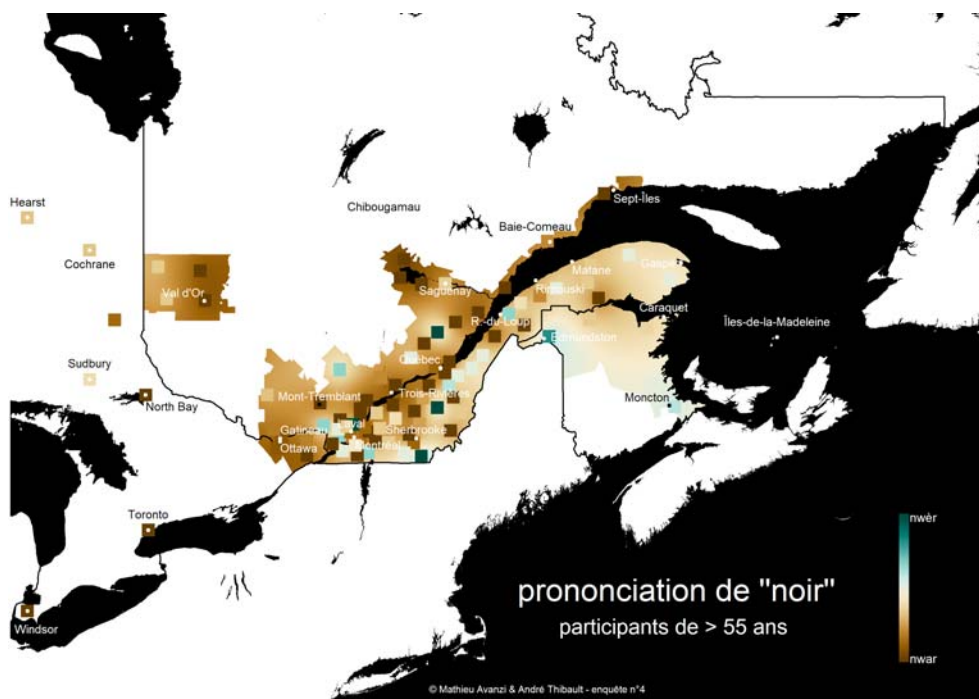 Hearst
Cochrane
Val d'Or
Sudbury
North Bay
Toronto
Windsor
Chibougamau
Baie-Comeau
Sept-Îles
Saguenay
Matane
Gaspé
Rimouski
R.-du-Loup
Caraquet
Îles-de-la-Madeleine
Edmundston
Québec
Mont-Tremblant
Trois-Rivières
Moncton
Gatineau
Laval
Sherbrooke
Ottawa
Montréal
nwèr
prononciation de "noir"
participants de > 55 ans
nwar
© Mathieu Avanzi & André Thibault - enquête n°4